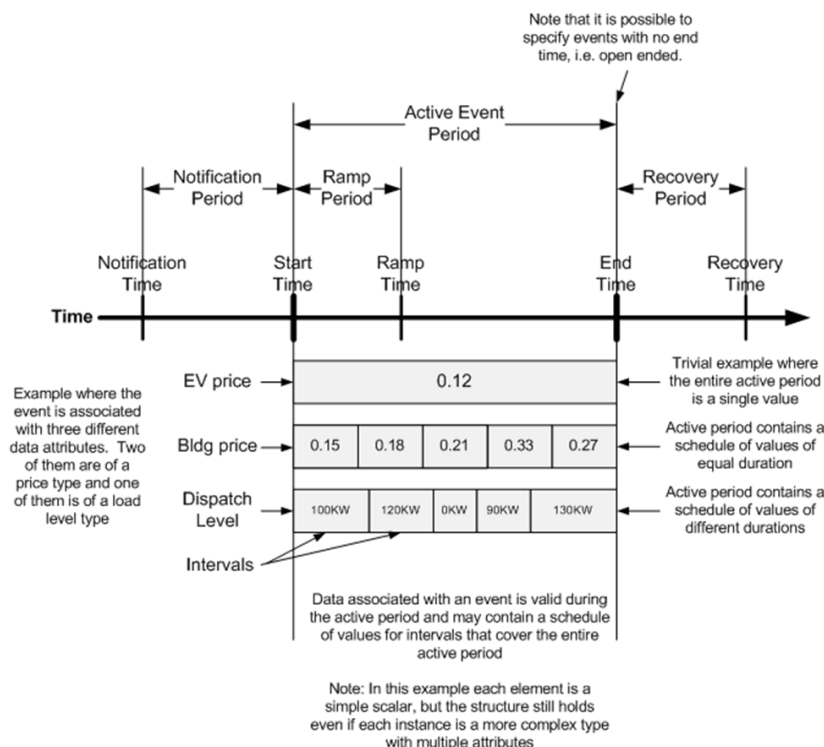 Note that it is possible to
specify events with no end
time, i.e. open ended.
Active Event
Period
Notification
Period
Ramp
Period
Recovery
Period
Notification
Time
Start
Time
Ramp
Time
End
Time
Recovery
Time
Time
Example where the
event is associated
with three different
data attributes. Two
of them are of a
price type and one
of them is of a load
level type
EV price
0.12
Trivial example where
the entire active period
is a single value
Bldg price
0.15 0.18 0.21 0.33 0.27
Active period contains a
schedule of values of
equal duration
Dispatch
Level
100KW 120KW 0KW 90KW 130KW
Active period contains a
schedule of values of
different durations
Intervals
Data associated with an event is valid during
the active period and may contain a schedule
of values for intervals that cover the entire
active period
Note: In this example each element is a
simple scalar, but the structure still holds
even if each instance is a more complex type
with multiple attributes